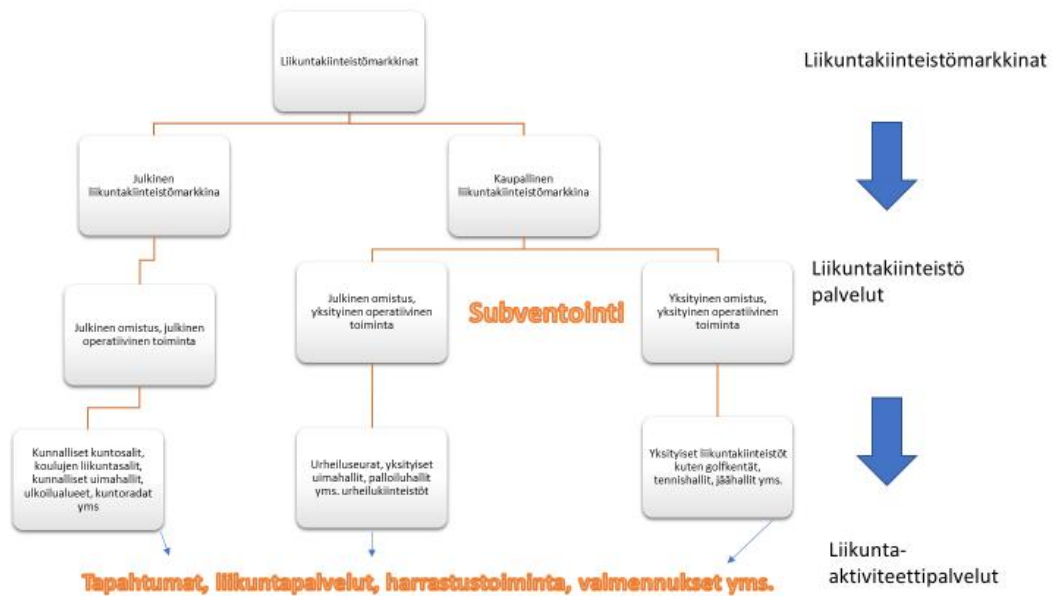 Liikuntakiinteistömarkkinat
Liikuntakiinteistömarkkinat
Julkinen
liikuntakiinteistömarkkina
Kaupallinen
liikuntakiinteistömarkkina
Liikuntakiinteistö
palvelut
Julkinen omistus, julkinen
operatiivinen toiminta
Julkinen omistus,
yksityinen operatiivinen
toiminta
Subventointi
Yksityinen omistus,
yksityinen operatiivinen
toiminta
Kunnalliset kuntosalit,
koulujen liikuntasalit,
kunnalliset uimahallit,
ulkoilualueet, kuntoradat
yms
Urheiluseurat, yksityiset
uimahallit, palloiluhallit
yms. urheilukiinteistöt
Yksityiset liikuntakiinteistöt
kuten golfkentät,
tennishallit, jäähallit yms.
Liikunta-
aktiviteettipalvelut
Tapahtumat, liikuntapalvelut, harrastustoiminta, valmennukset yms.